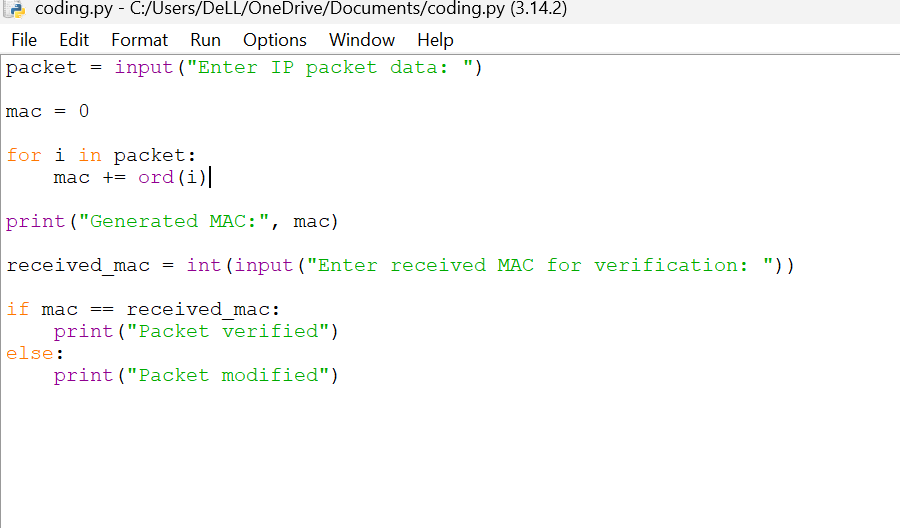 coding.py - C:/Users/DeLL/OneDrive/Documents/coding.py (3.14.2)
File Edit Format Run Options Window Help
packet = input("Enter IP packet data: ")
mac = 0
for i in packet:
    mac += ord(i)
print("Generated MAC:", mac)
received_mac = int(input("Enter received MAC for verification: "))
if mac == received_mac:
    print("Packet verified")
else:
    print("Packet modified")